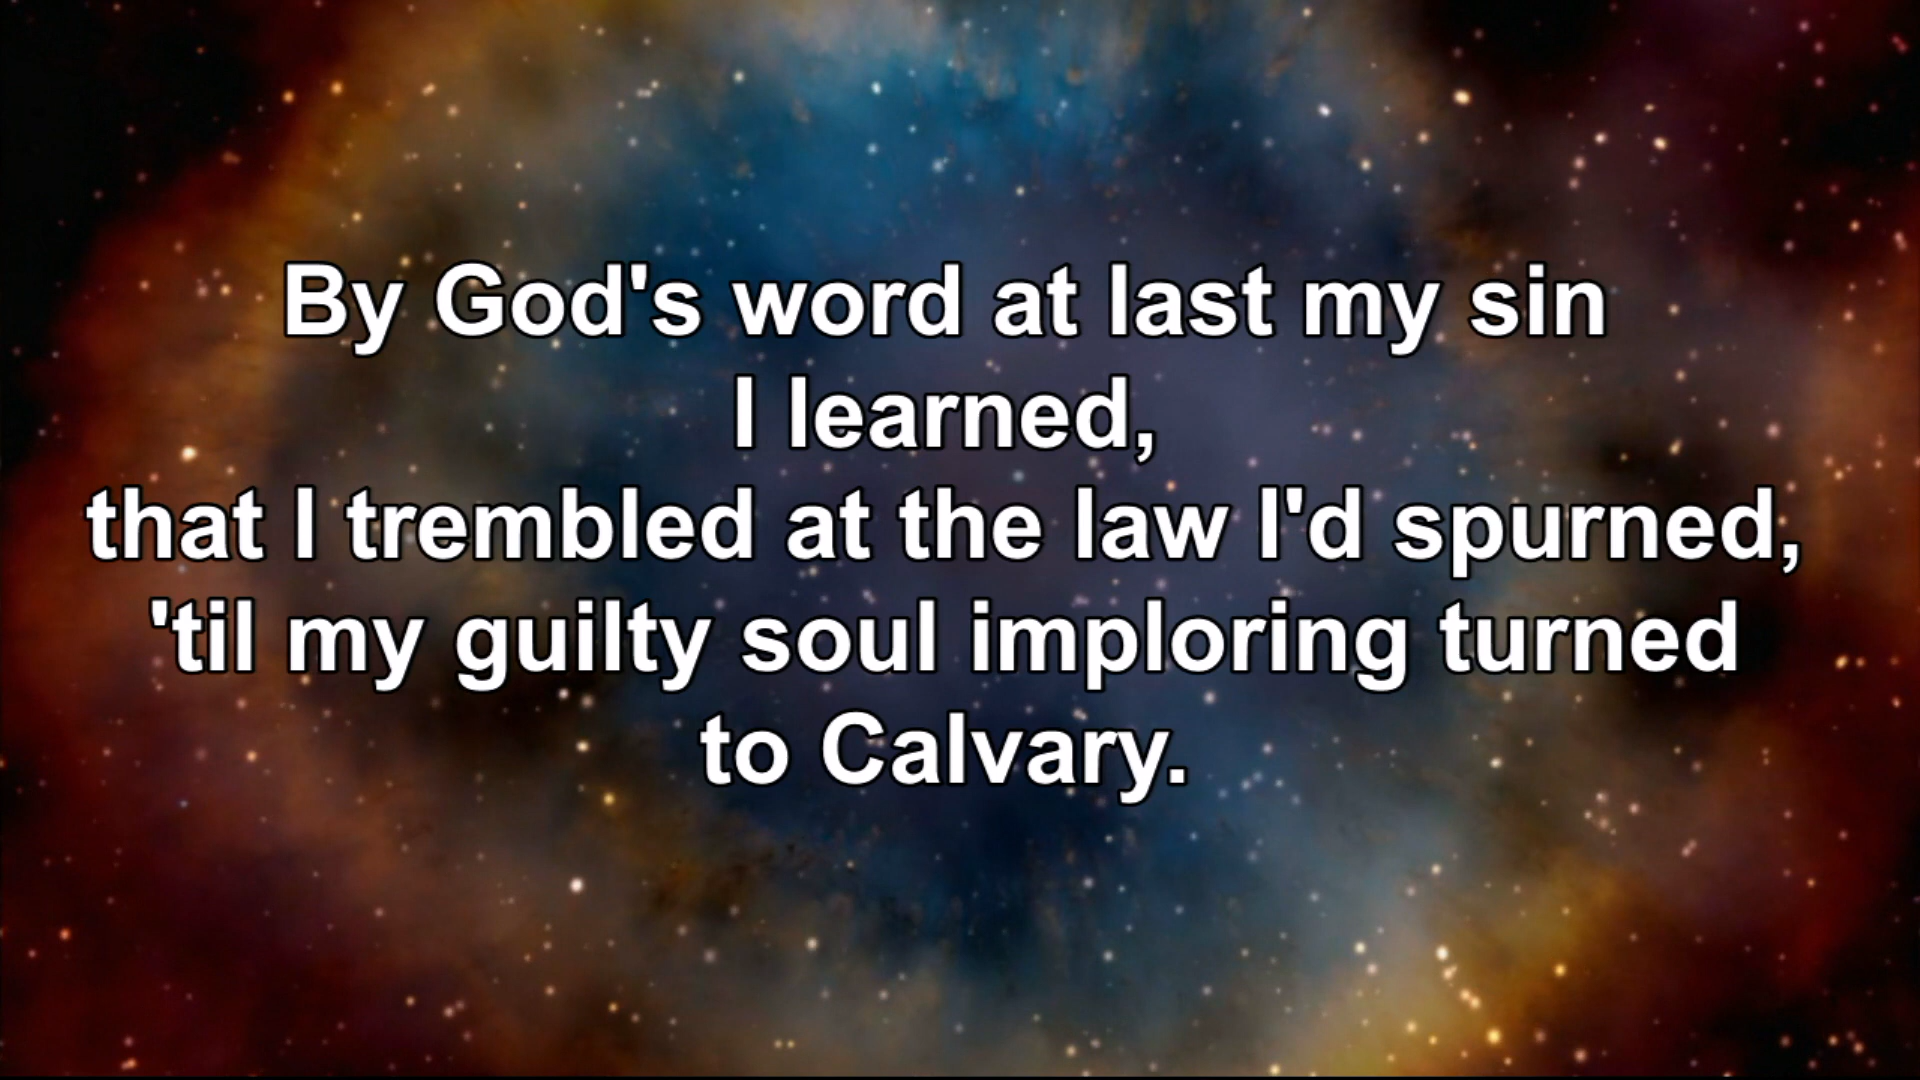 By God's word at last my sin
I learned,
that I trembled at the law I'd spurned,
'til my guilty soul imploring turned
to Calvary.